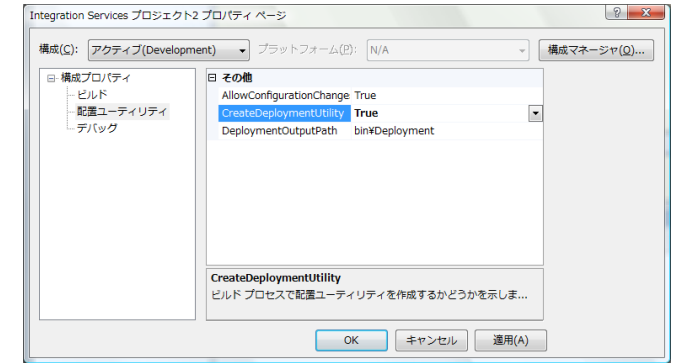 Integration Services プロジェクト2 プロパティ ページ
構成(C): アクティブ(Development) プラットフォーム(P): N/A 構成マネージャ(O)...
構成プロパティ
ビルド
配置ユーティリティ
デバッグ
その他
AllowConfigurationChange True
CreateDeploymentUtility True
DeploymentOutputPath bin¥Deployment
CreateDeploymentUtility
ビルド プロセスで配置ユーティリティを作成するかどうかを示しま...
OK キャンセル 適用(A)